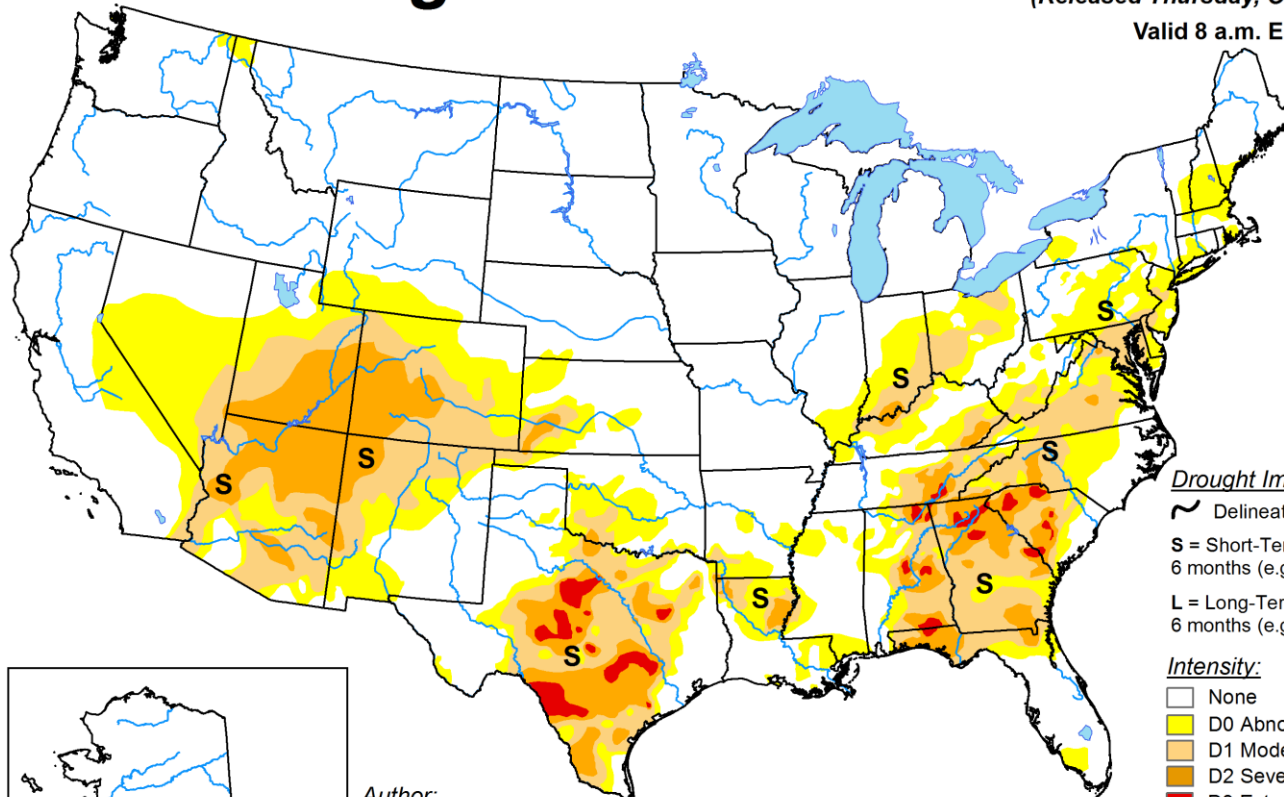 (Released Thursday,
Valid 8 a.m. E
S
S
S
S
S
S
S
S
Drought Im
Delineat
S = Short-Ter
6 months (e.g
L = Long-Ter
6 months (e.g
Intensity:
None
D0 Abno
D1 Mode
D2 Seve
Author: